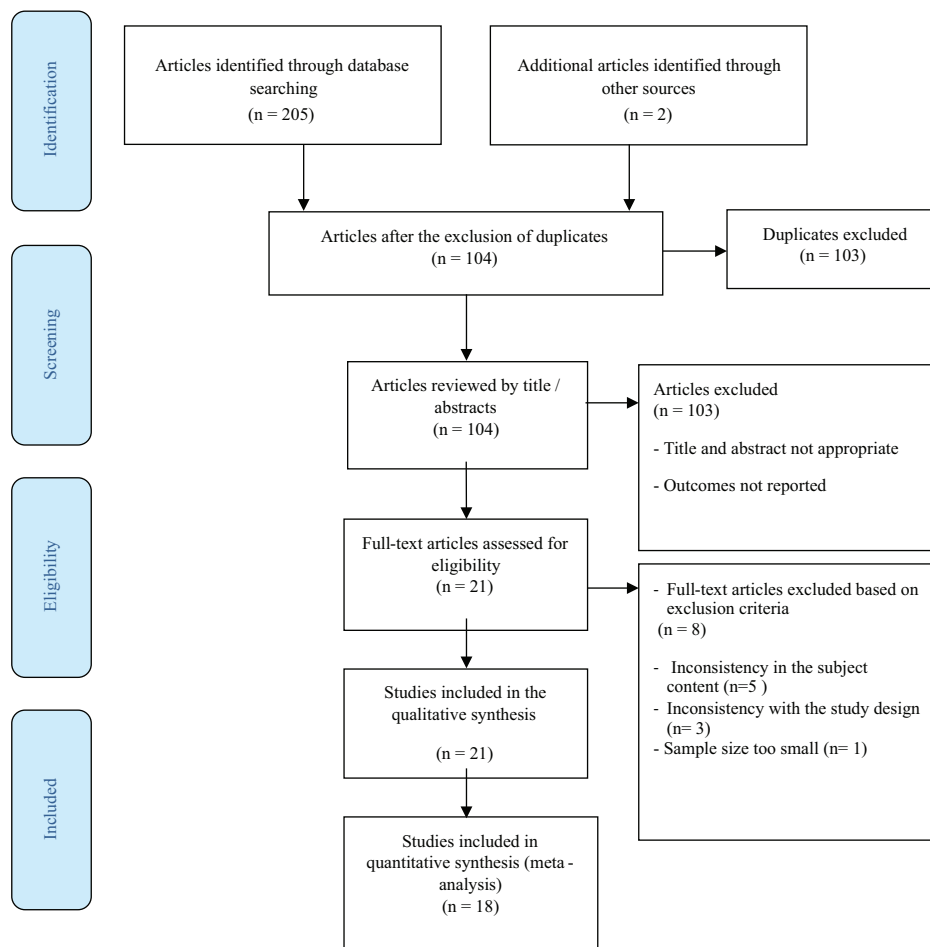 Identification
Articles identified through database
searching
(n = 205)
Additional articles identified through
other sources
(n = 2)
Articles after the exclusion of duplicates
(n = 104)
Duplicates excluded
(n = 103)
Screening
Articles reviewed by title /
abstracts
(n = 104)
Articles excluded
(n = 103)
- Title and abstract not appropriate
- Outcomes not reported
Eligibility
Full-text articles assessed for
eligibility
(n = 21)
- Full-text articles excluded based on
exclusion criteria
(n = 8)
- Inconsistency in the subject
content (n=5 )
- Inconsistency with the study design
(n= 3)
- Sample size too small (n= 1)
Studies included in the
qualitative synthesis
(n = 21)
Included
Studies included in
quantitative synthesis (meta -
analysis)
(n = 18)